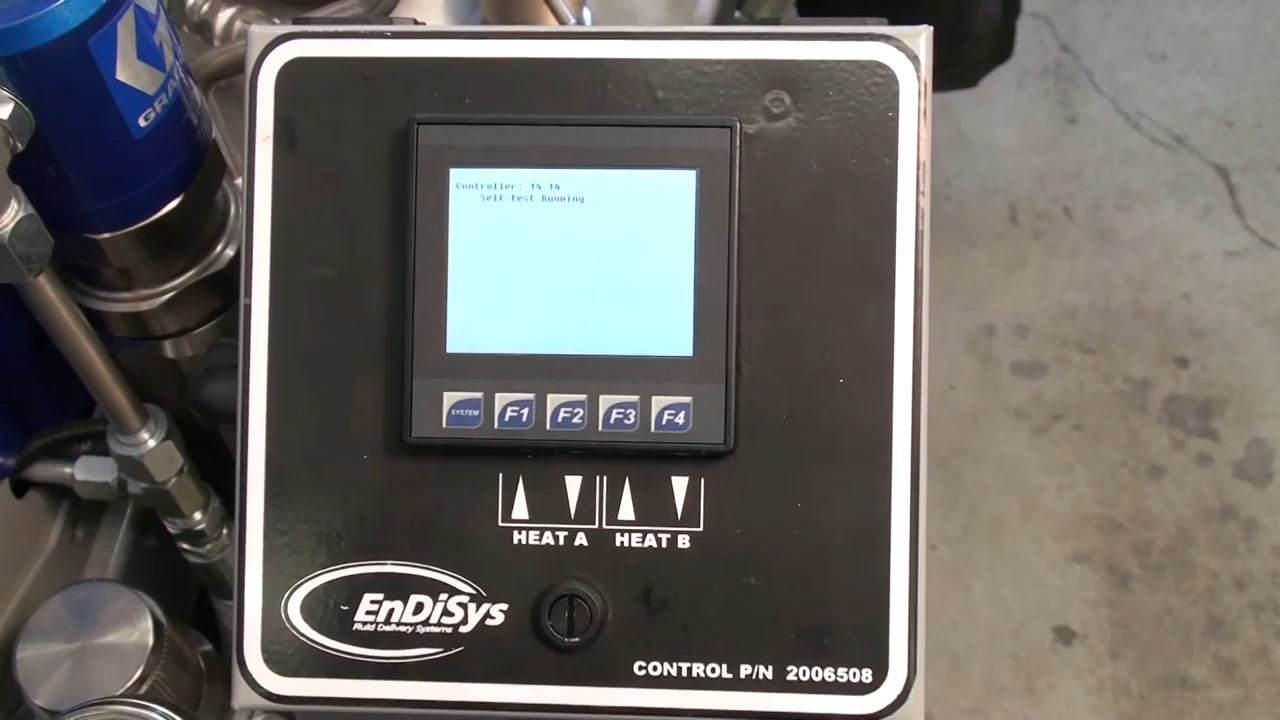 GRA
Controller: 14.14
Self-test Running
SYSTEM F1 F2 F3 F4
HEAT A HEAT B
EnDiSys
Fluid Delivery Systems
CONTROL P/N 2006508